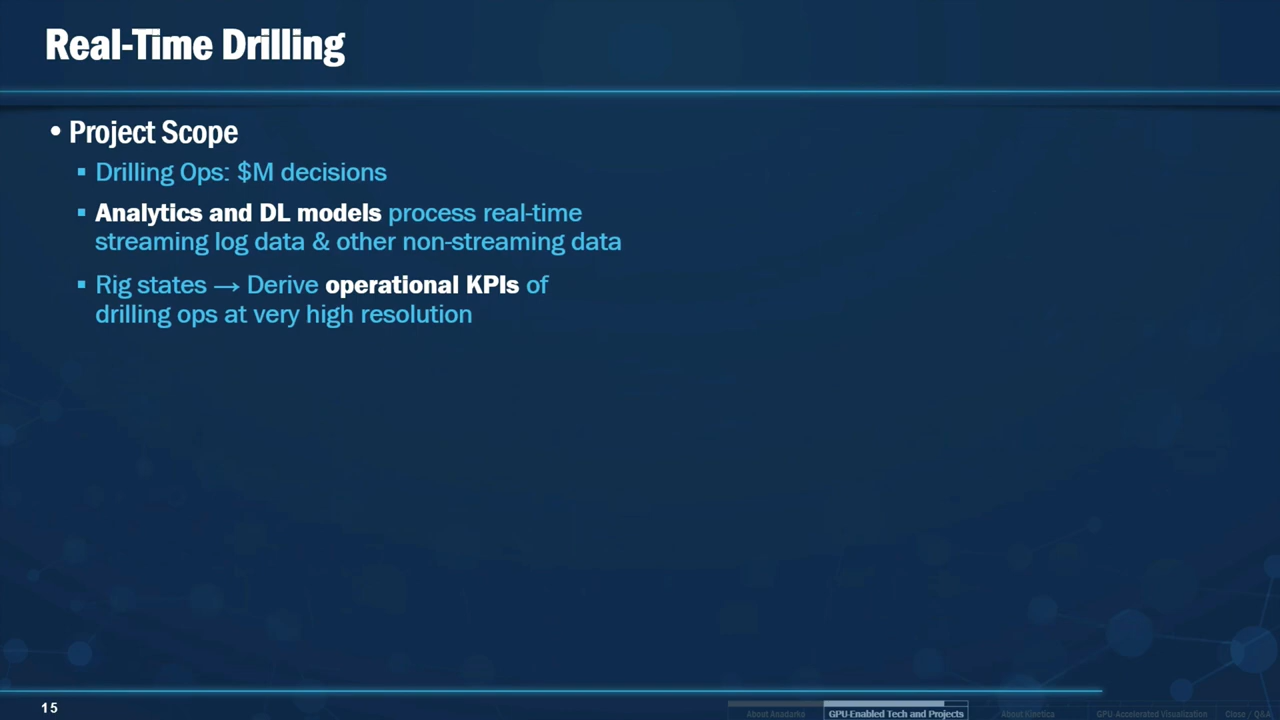 Real-Time Drilling
• Project Scope
▪ Drilling Ops: $M decisions
▪ Analytics and DL models process real-time
streaming log data & other non-streaming data
▪ Rig states → Derive operational KPIs of
drilling ops at very high resolution
15
About Anadarko
GPU-Enabled Tech and Projects
About Kinetica
GPU Accelerated Visualization
Close / Q&A